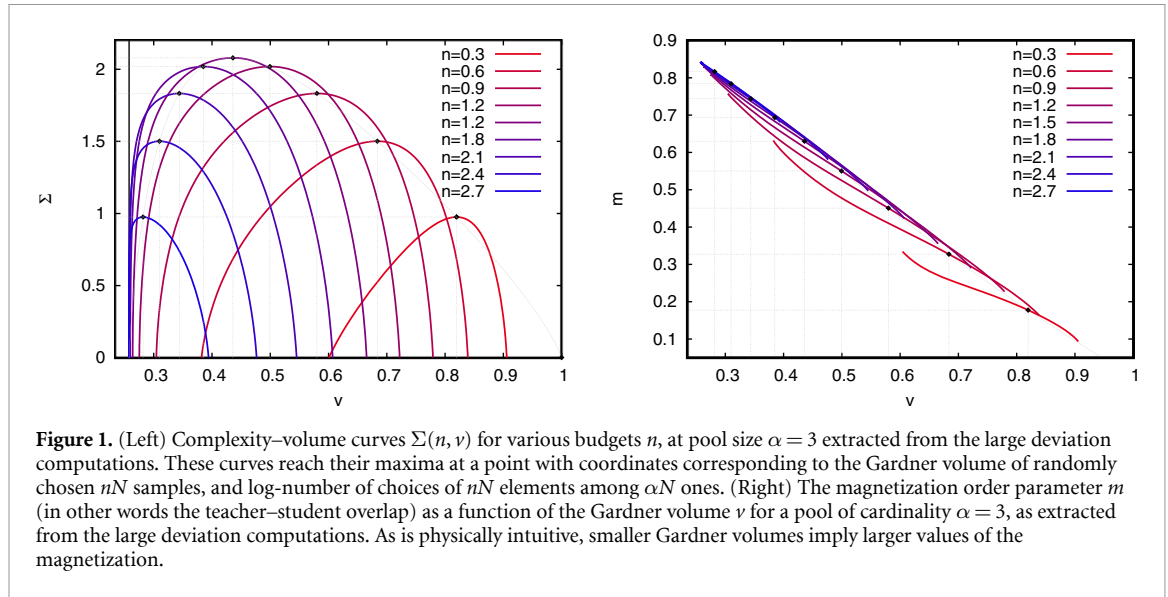 n=0.3
n=0.6
n=0.9
n=1.2
n=1.2
n=1.8
n=2.1
n=2.4
n=2.7
2
1.5
1
0.5
0
Σ
0.3
0.4
0.5
0.6
0.7
0.8
0.9
1
v
n=0.3
n=0.6
n=0.9
n=1.2
n=1.5
n=1.8
n=2.1
n=2.4
n=2.7
0.9
0.8
0.7
0.6
0.5
0.4
0.3
0.2
0.1
m
0.3
0.4
0.5
0.6
0.7
0.8
0.9
1
v
Figure 1. (Left) Complexity–volume curves Σ(n, v) for various budgets n, at pool size α = 3 extracted from the large deviation
computations. These curves reach their maxima at a point with coordinates corresponding to the Gardner volume of randomly
chosen nN samples, and log-number of choices of nN elements among αN ones. (Right) The magnetization order parameter m
(in other words the teacher–student overlap) as a function of the Gardner volume v for a pool of cardinality α = 3, as extracted
from the large deviation computations. As is physically intuitive, smaller Gardner volumes imply larger values of the
magnetization.